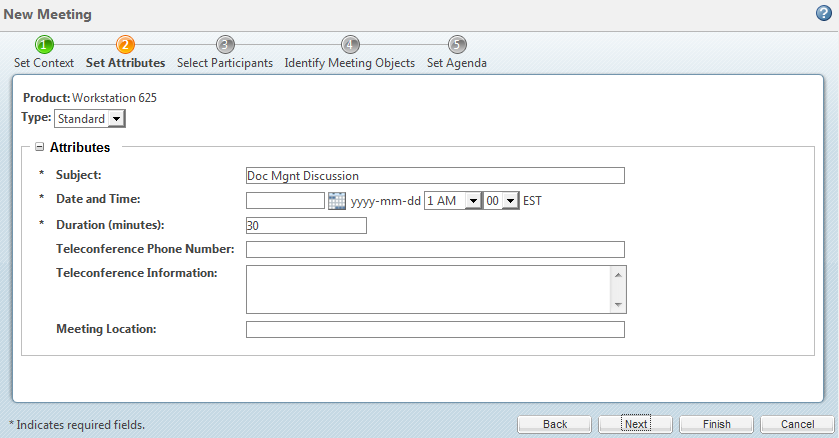 New Meeting ?
1 2 3 4 5
Set Context Set Attributes Select Participants Identify Meeting Objects Set Agenda
Product: Workstation 625
Type: Standard
Attributes
* Subject: Doc Mgnt Discussion
* Date and Time: yyyy-mm-dd 1 AM 00 EST
* Duration (minutes): 30
Teleconference Phone Number:
Teleconference Information:
Meeting Location:
* Indicates required fields. Back Next Finish Cancel